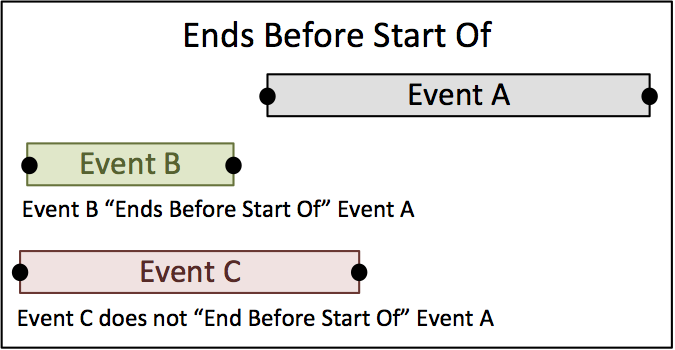 Ends Before Start Of
Event A
Event B
Event B “Ends Before Start Of” Event A
Event C
Event C does not “End Before Start Of” Event A